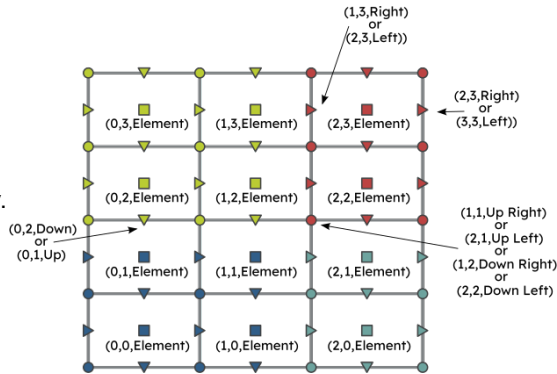 (1,3,Right)
or
(2,3,Left))
(2,3,Right)
or
(3,3,Left))
(0,3,Element) (1,3,Element) (2,3,Element)
(0,2,Element) (1,2,Element) (2,2,Element)
.
(0,2,Down)
or
(0,1,Up)
(1,1,Up Right)
or
(2,1,Up Left)
or
(1,2,Down Right)
or
(2,2,Down Left)
(0,1,Element) (1,1,Element) (2,1,Element)
(0,0,Element) (1,0,Element) (2,0,Element)